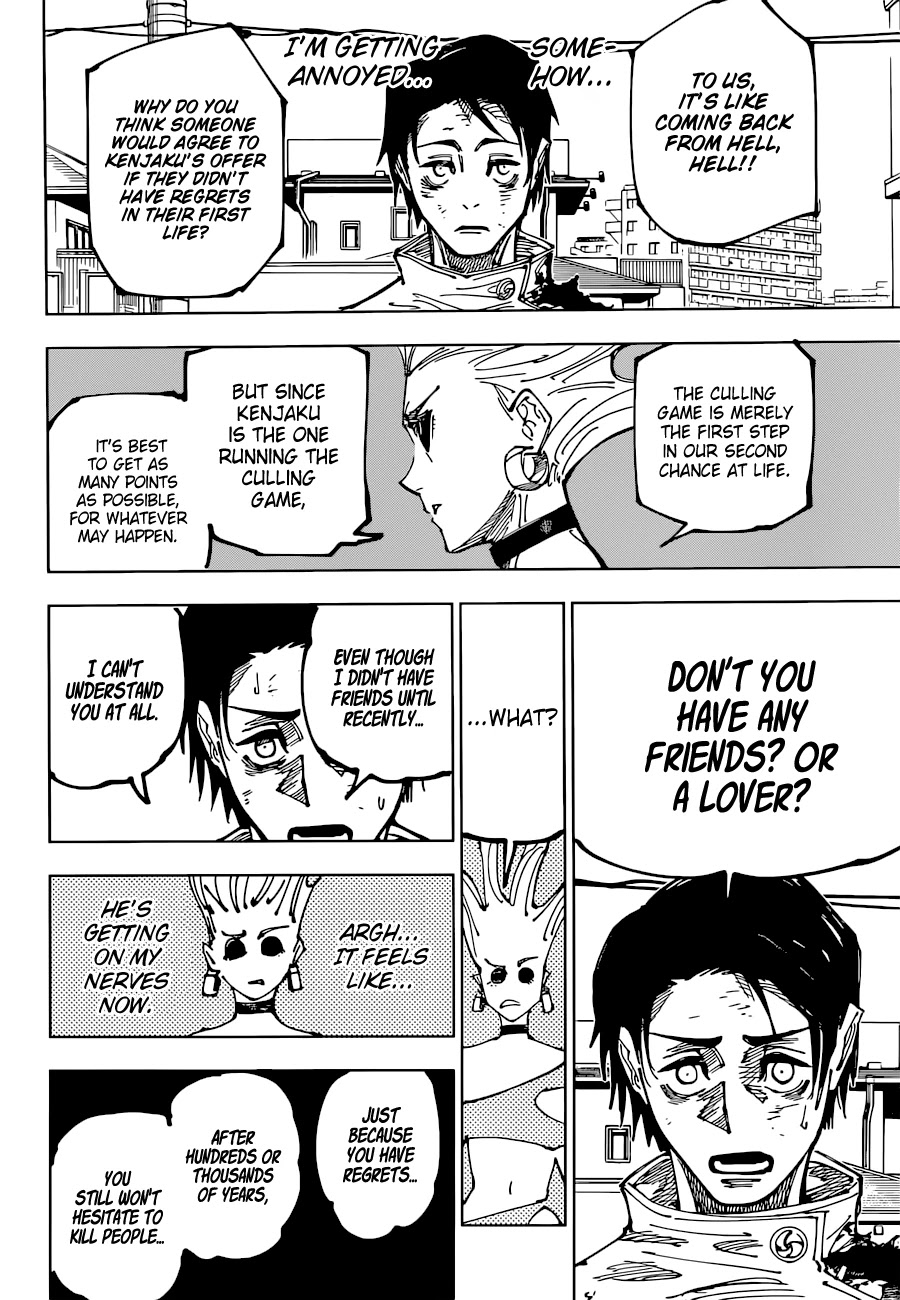 TO US,
IT'S LIKE
COMING BACK
FROM HELL,
HELL!!
SOME-
HOW...
I'M GETTING
ANNOYED...
WHY DO YOU
THINK SOMEONE
WOULD AGREE TO
KENJAKU'S OFFER
IF THEY DIDN'T
HAVE REGRETS
IN THEIR FIRST
LIFE?
THE CULLING
GAME IS MERELY
THE FIRST STEP
IN OUR SECOND
CHANCE AT LIFE.
BUT SINCE
KENJAKU
IS THE ONE
RUNNING THE
CULLING
GAME,
IT'S BEST
TO GET AS
MANY POINTS
AS POSSIBLE,
FOR WHATEVER
MAY HAPPEN.
DON'T YOU
HAVE ANY
FRIENDS? OR
A LOVER?
...WHAT?
EVEN THOUGH
I DIDN'T HAVE
FRIENDS UNTIL
RECENTLY...
I CAN'T
UNDERSTAND
YOU AT ALL.
ARGH...
IT FEELS
LIKE...
HE'S
GETTING
ON MY
NERVES
NOW.
JUST
BECAUSE
YOU HAVE
REGRETS...
AFTER
HUNDREDS OR
THOUSANDS
OF YEARS,
YOU
STILL WON'T
HESITATE TO
KILL PEOPLE...